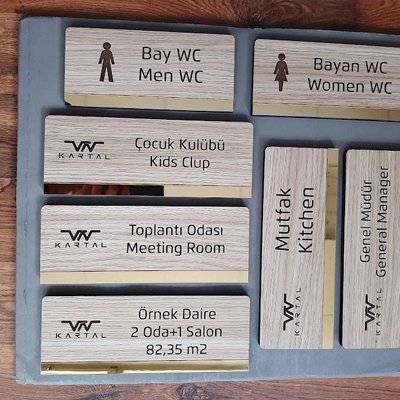 Bay WC
Men WC
Bayan WC
Women WC
KARTAL
Çocuk Kulübü
Kids Clup
KARTAL
Toplantı Odası
Meeting Room
KARTAL
Örnek Daire
2 Oda+1 Salon
82,35 m2
Mutfak
Kitchen
KARTAL
Genel Müdür
General Manager
KARTAL